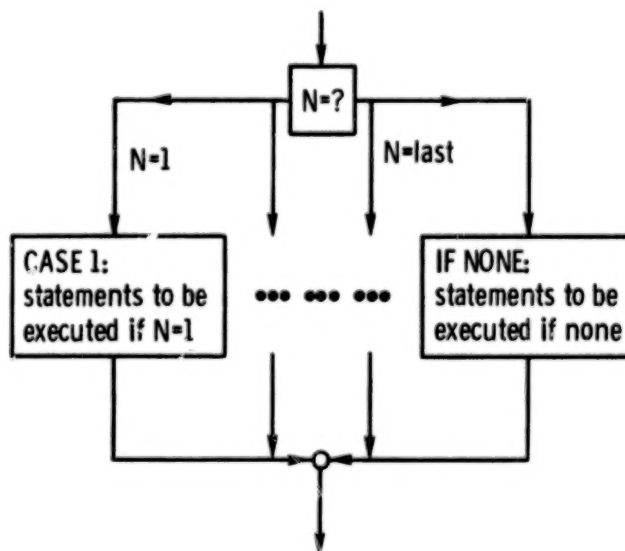 N=?
N=1
N=last
CASE 1:
statements to be
executed if N=1
IF NONE:
statements to be
executed if none